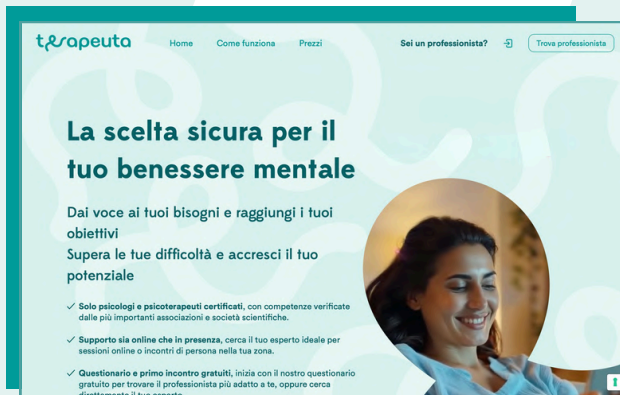 terapeuta
Home Come funziona Prezzi Sei un professionista? Trova professionista
La scelta sicura per il
tuo benessere mentale
Dai voce ai tuoi bisogni e raggiungi i tuoi
obiettivi
Supera le tue difficoltà e accresci il tuo
potenziale
Solo psicologi e psicoterapeuti certificati, con competenze verificate
dalle più importanti associazioni e società scientifiche.
Supporto sia online che in presenza, cerca il tuo esperto ideale per
sessioni online o incontri di persona nella tua zona.
Questionario e primo incontro gratuiti, inizia con il nostro questionario
gratuito per trovare il professionista più adatto a te, oppure cerca
direttamente il tuo esperto.